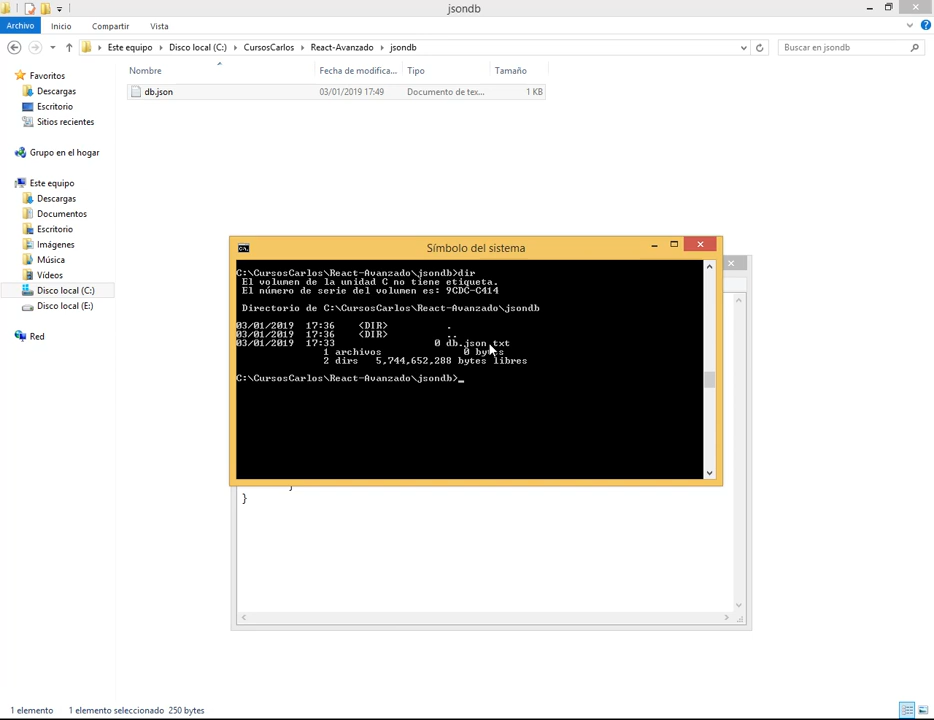 jsondb
Archivo Inicio Compartir Vista
Este equipo Disco local (C:) CursosCarlos React-Avanzado jsondb
Buscar en jsondb
Favoritos
Descargas
Escritorio
Sitios recientes
Grupo en el hogar
Este equipo
Descargas
Documentos
Escritorio
Imágenes
Música
Vídeos
Disco local (C:)
Disco local (E:)
Red
Nombre Fecha de modifica... Tipo Tamaño
db.json 03/01/2019 17:49 Documento de tex... 1 KB
Símbolo del sistema
C:\CursosCarlos\React-Avanzado\jsondb>dir
El volumen de la unidad C no tiene etiqueta.
El número de serie del volumen es: 9CDC-C414
Directorio de C:\CursosCarlos\React-Avanzado\jsondb
03/01/2019 17:36 <DIR> .
03/01/2019 17:36 <DIR> ..
03/01/2019 17:33 0 db.json.txt
1 archivos 0 bytes
2 dirs 5,744,652,288 bytes libres
C:\CursosCarlos\React-Avanzado\jsondb>_
}
}
1 elemento 1 elemento seleccionado 250 bytes